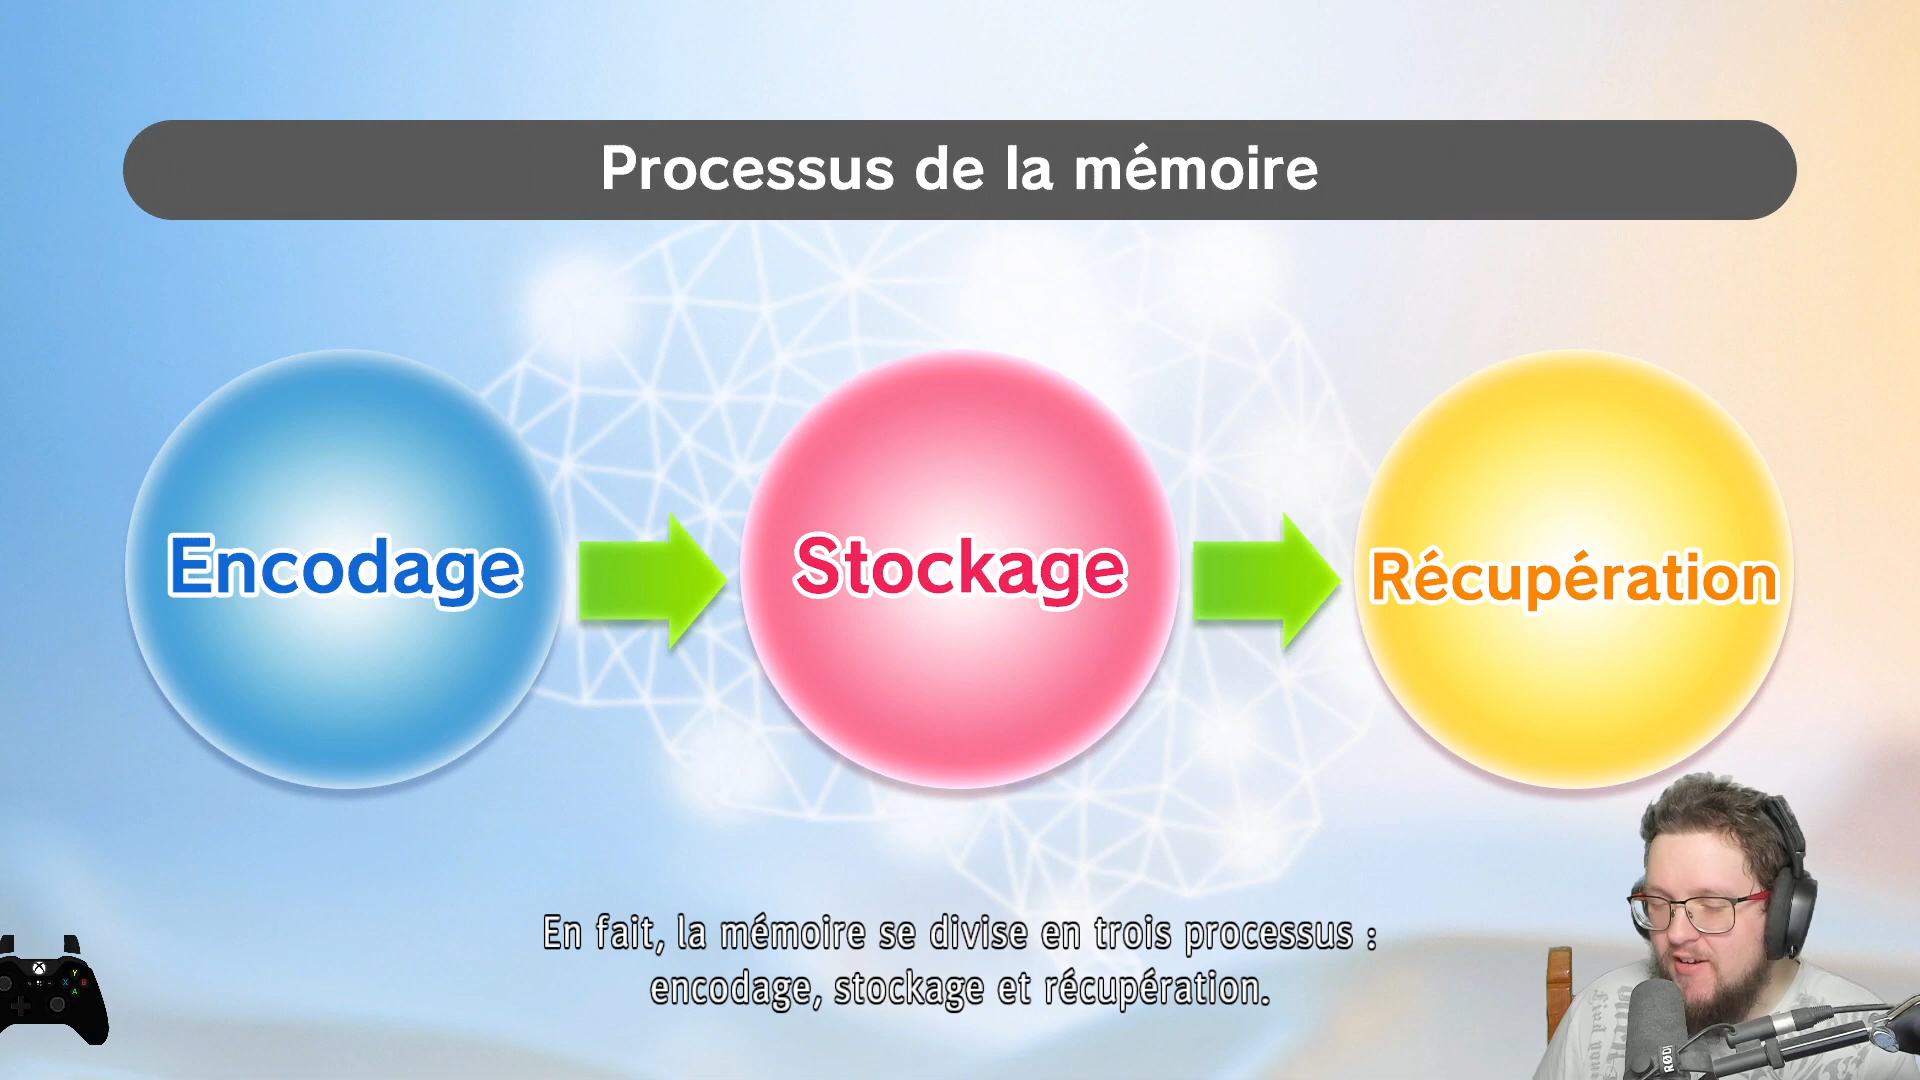 Processus de la mémoire
Encodage
Stockage
Récupération
En fait, la mémoire se divise en trois processus :
encodage, stockage et récupération.
Y
X
B
A
RØDE